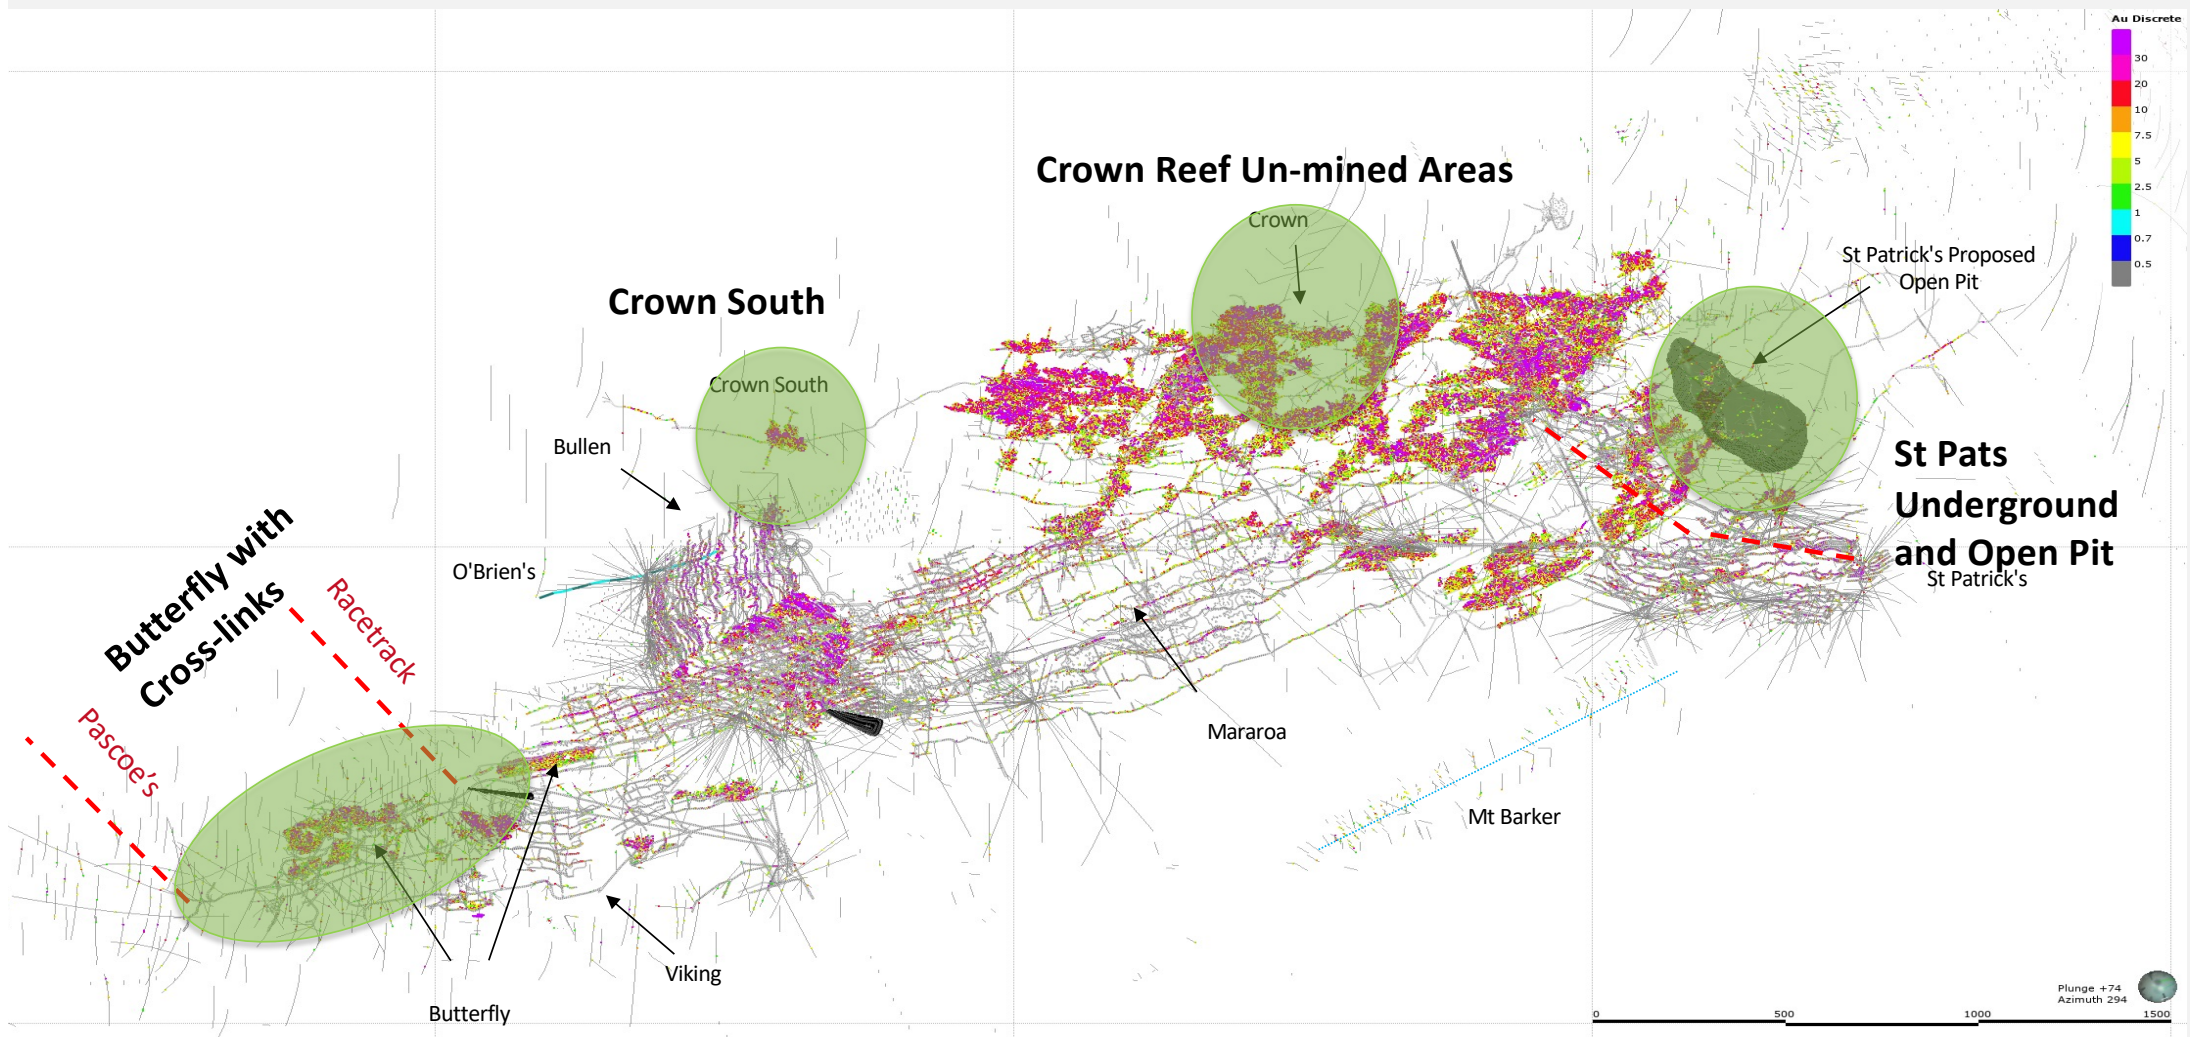 Au Discrete
30
20
10
7.5
5
2.5
1
0.7
0.5
Crown Reef Un-mined Areas
Crown
St Patrick's Proposed
Open Pit
Crown South
Crown South
Bullen
St Pats
Underground
and Open Pit
St Patrick's
O'Brien's
Butterfly with
Cross-links
Racetrack
Pascoe's
Mararoa
Mt Barker
Viking
Butterfly
Plunge +74
Azimuth 294
0
500
1000
1500